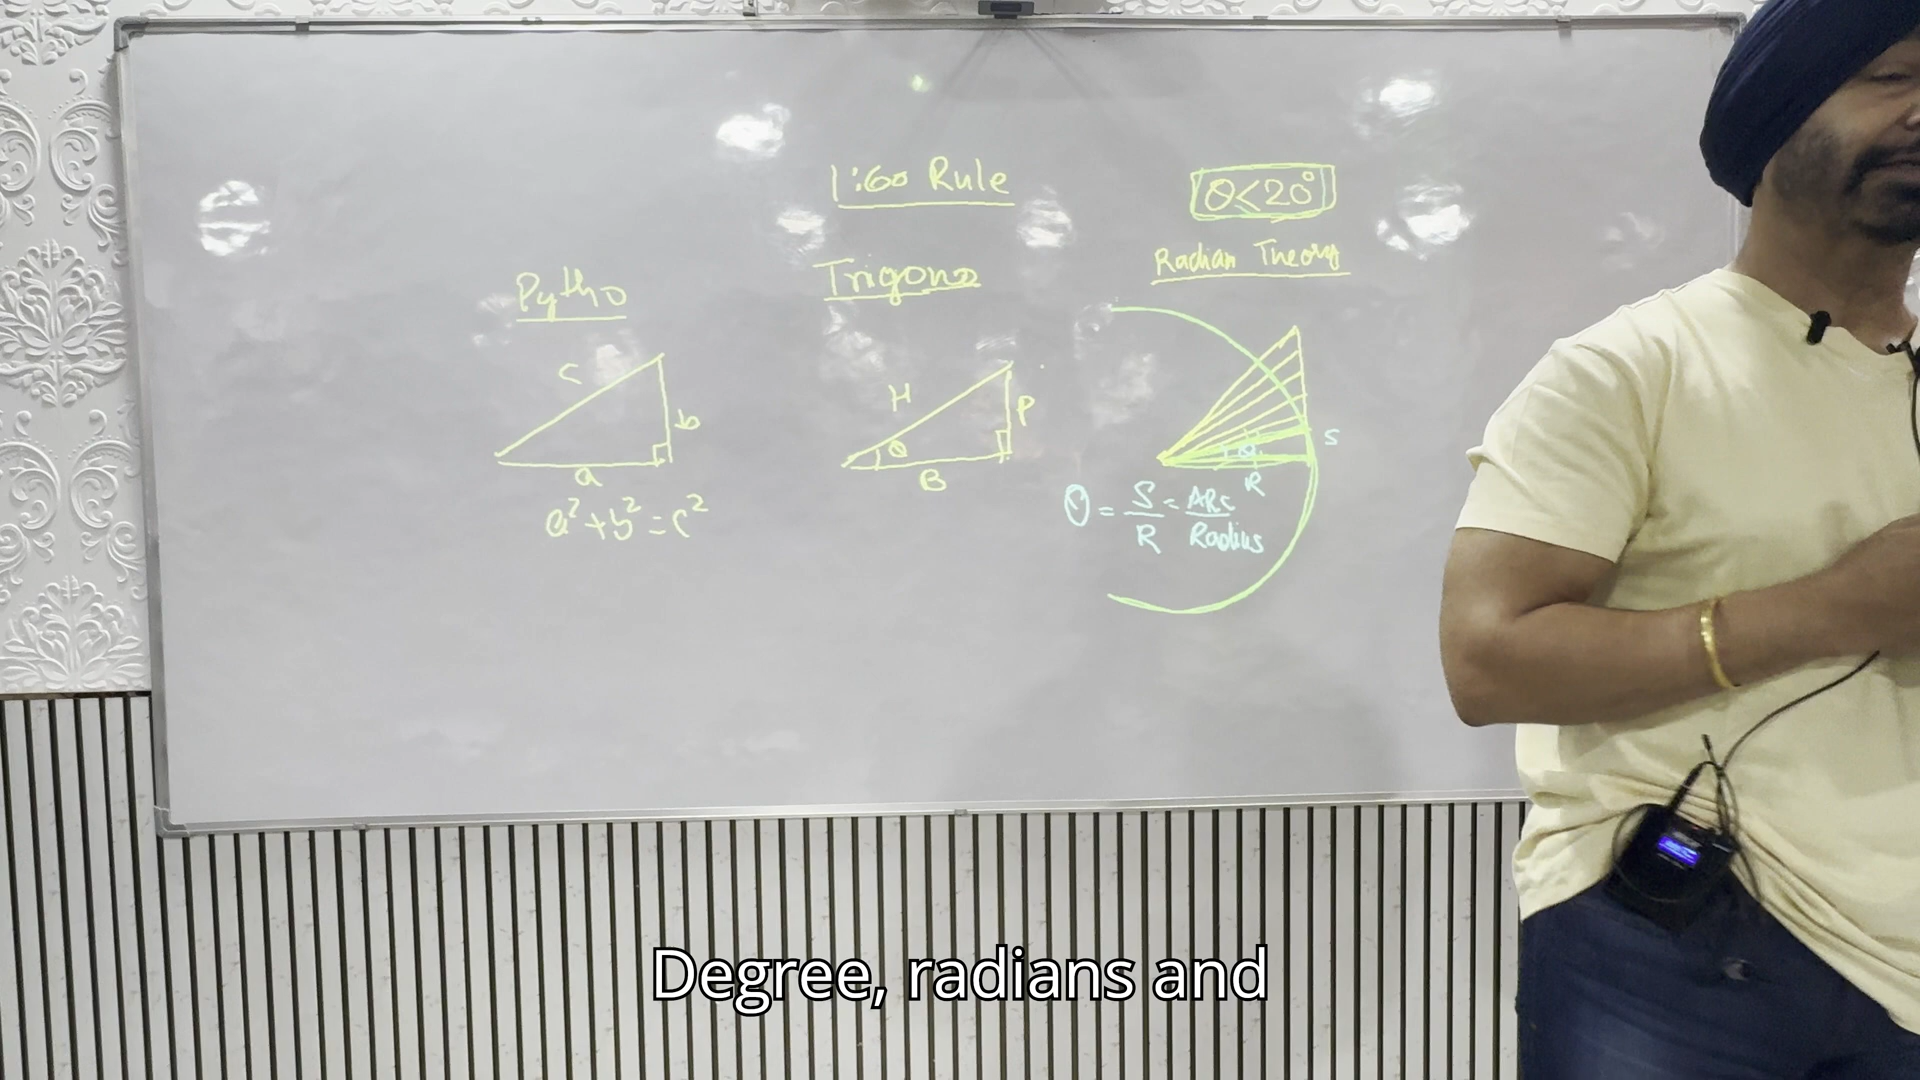 1:60 Rule
θ<20°
Pytho
Trigono
Radian Theory
c
b
a
a²+b²=c²
H
P
θ
B
S
θ
R
θ = S/R = ARC/Radius
Degree, radians and